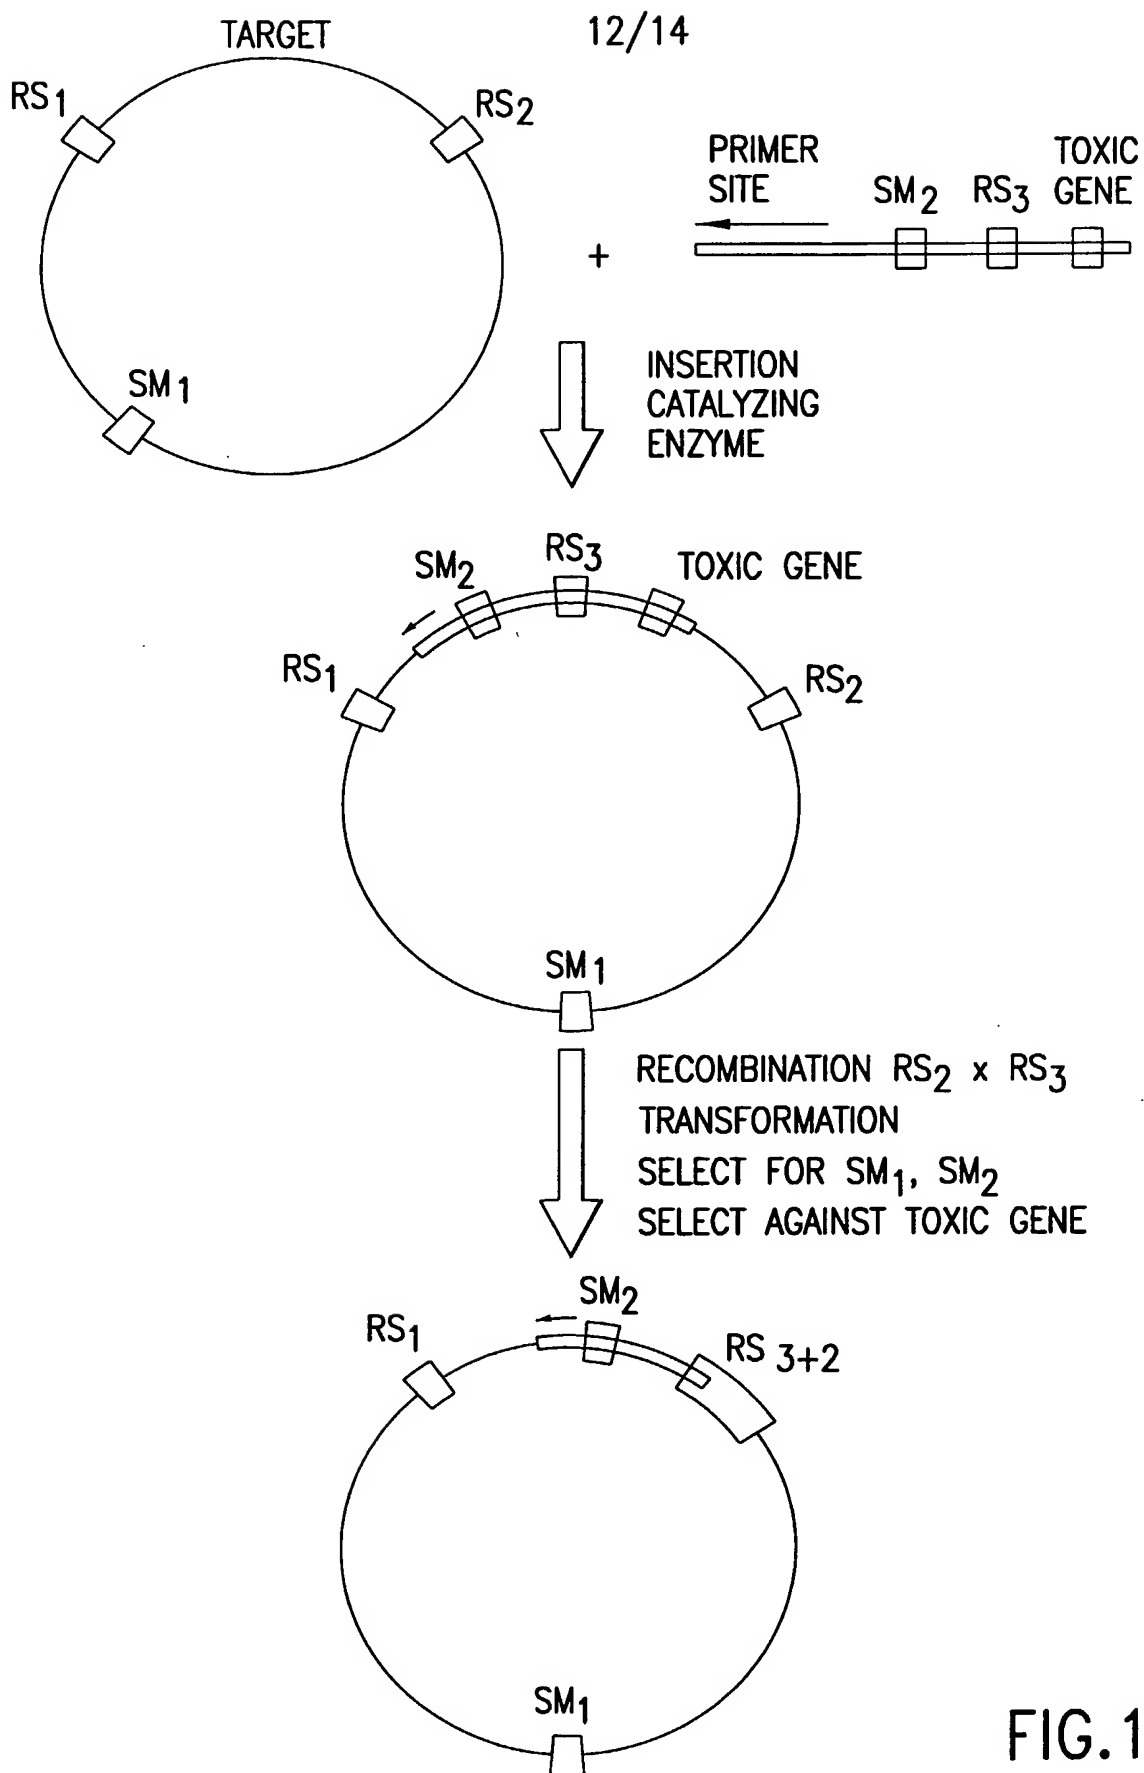 12/14
TARGET
RS1
RS2
PRIMER
SITE
SM2
RS3
TOXIC
GENE
+
SM1
INSERTION
CATALYZING
ENZYME
SM2
RS3
TOXIC GENE
RS1
RS2
SM1
RECOMBINATION RS2 x RS3
TRANSFORMATION
SELECT FOR SM1, SM2
SELECT AGAINST TOXIC GENE
SM2
RS1
RS 3+2
SM1
FIG.1